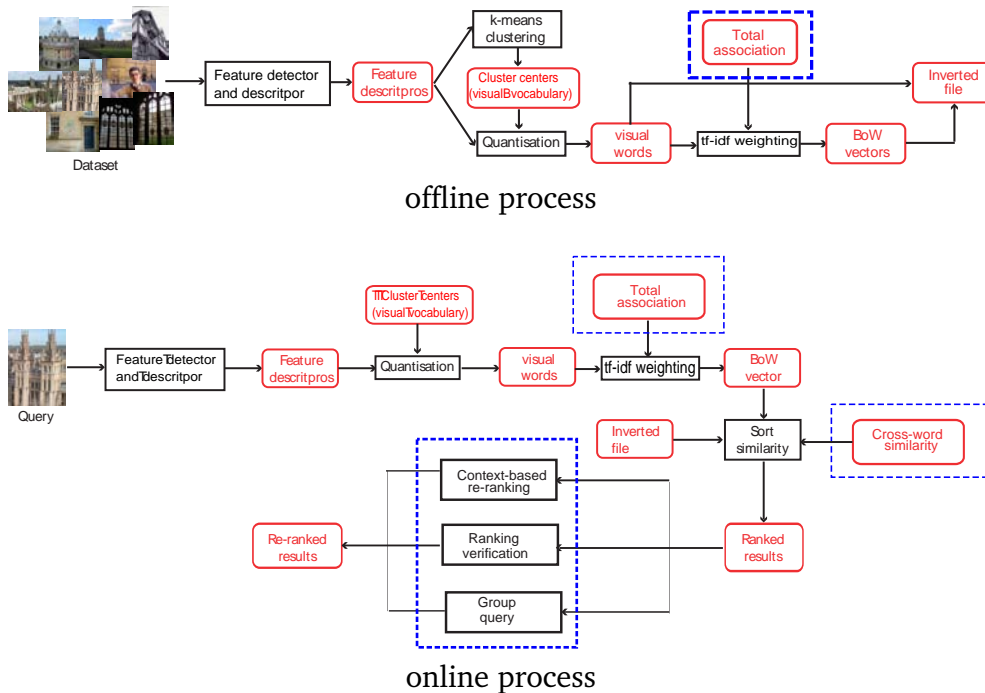 k-means
clustering
Total
association
Feature detector
and descritpor
Feature
descritpros
Cluster centers
(visualBvocabulary)
Inverted
file
Quantisation
visual
words
tf-idf weighting
BoW
vectors
Dataset
offline process
TTTClusterTcenters
(visualTvocabulary)
Total
association
FeatureTdetector
andTdescritpor
Feature
descritpros
Quantisation
visual
words
tf-idf weighting
BoW
vector
Query
Inverted
file
Sort
similarity
Cross-word
similarity
Context-based
re-ranking
Re-ranked
results
Ranking
verification
Ranked
results
Group
query
online process